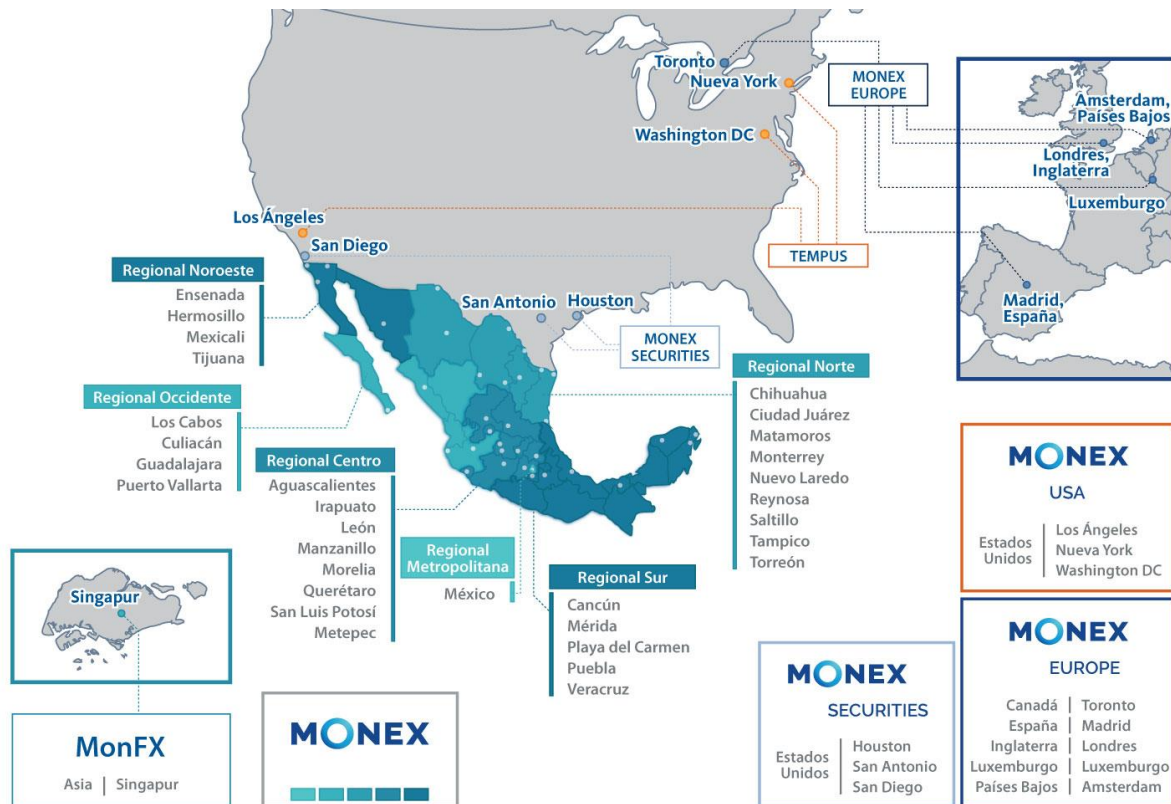 Toronto
Nueva York
Washington DC
MONEX
EUROPE
Amsterdam,
Países Bajos
Londres,
Inglaterra
Luxemburgo
Madrid,
España
Los Ángeles
San Diego
TEMPUS
San Antonio
Houston
MONEX
SECURITIES
Regional Noroeste
Ensenada
Hermosillo
Mexicali
Tijuana
Regional Occidente
Los Cabos
Culiacán
Guadalajara
Puerto Vallarta
Regional Centro
Aguascalientes
Irapuato
León
Manzanillo
Morelia
Querétaro
San Luis Potosí
Metepec
Regional
Metropolitana
México
Regional Sur
Cancún
Mérida
Playa del Carmen
Puebla
Veracruz
Regional Norte
Chihuahua
Ciudad Juárez
Matamoros
Monterrey
Nuevo Laredo
Reynosa
Saltillo
Tampico
Torreón
Singapur
MonFX
Asia | Singapur
MONEX
MONEX
SECURITIES
Estados
Unidos
Houston
San Antonio
San Diego
MONEX
USA
Estados
Unidos
Los Ángeles
Nueva York
Washington DC
MONEX
EUROPE
Canadá | Toronto
España | Madrid
Inglaterra | Londres
Luxemburgo | Luxemburgo
Países Bajos | Amsterdam